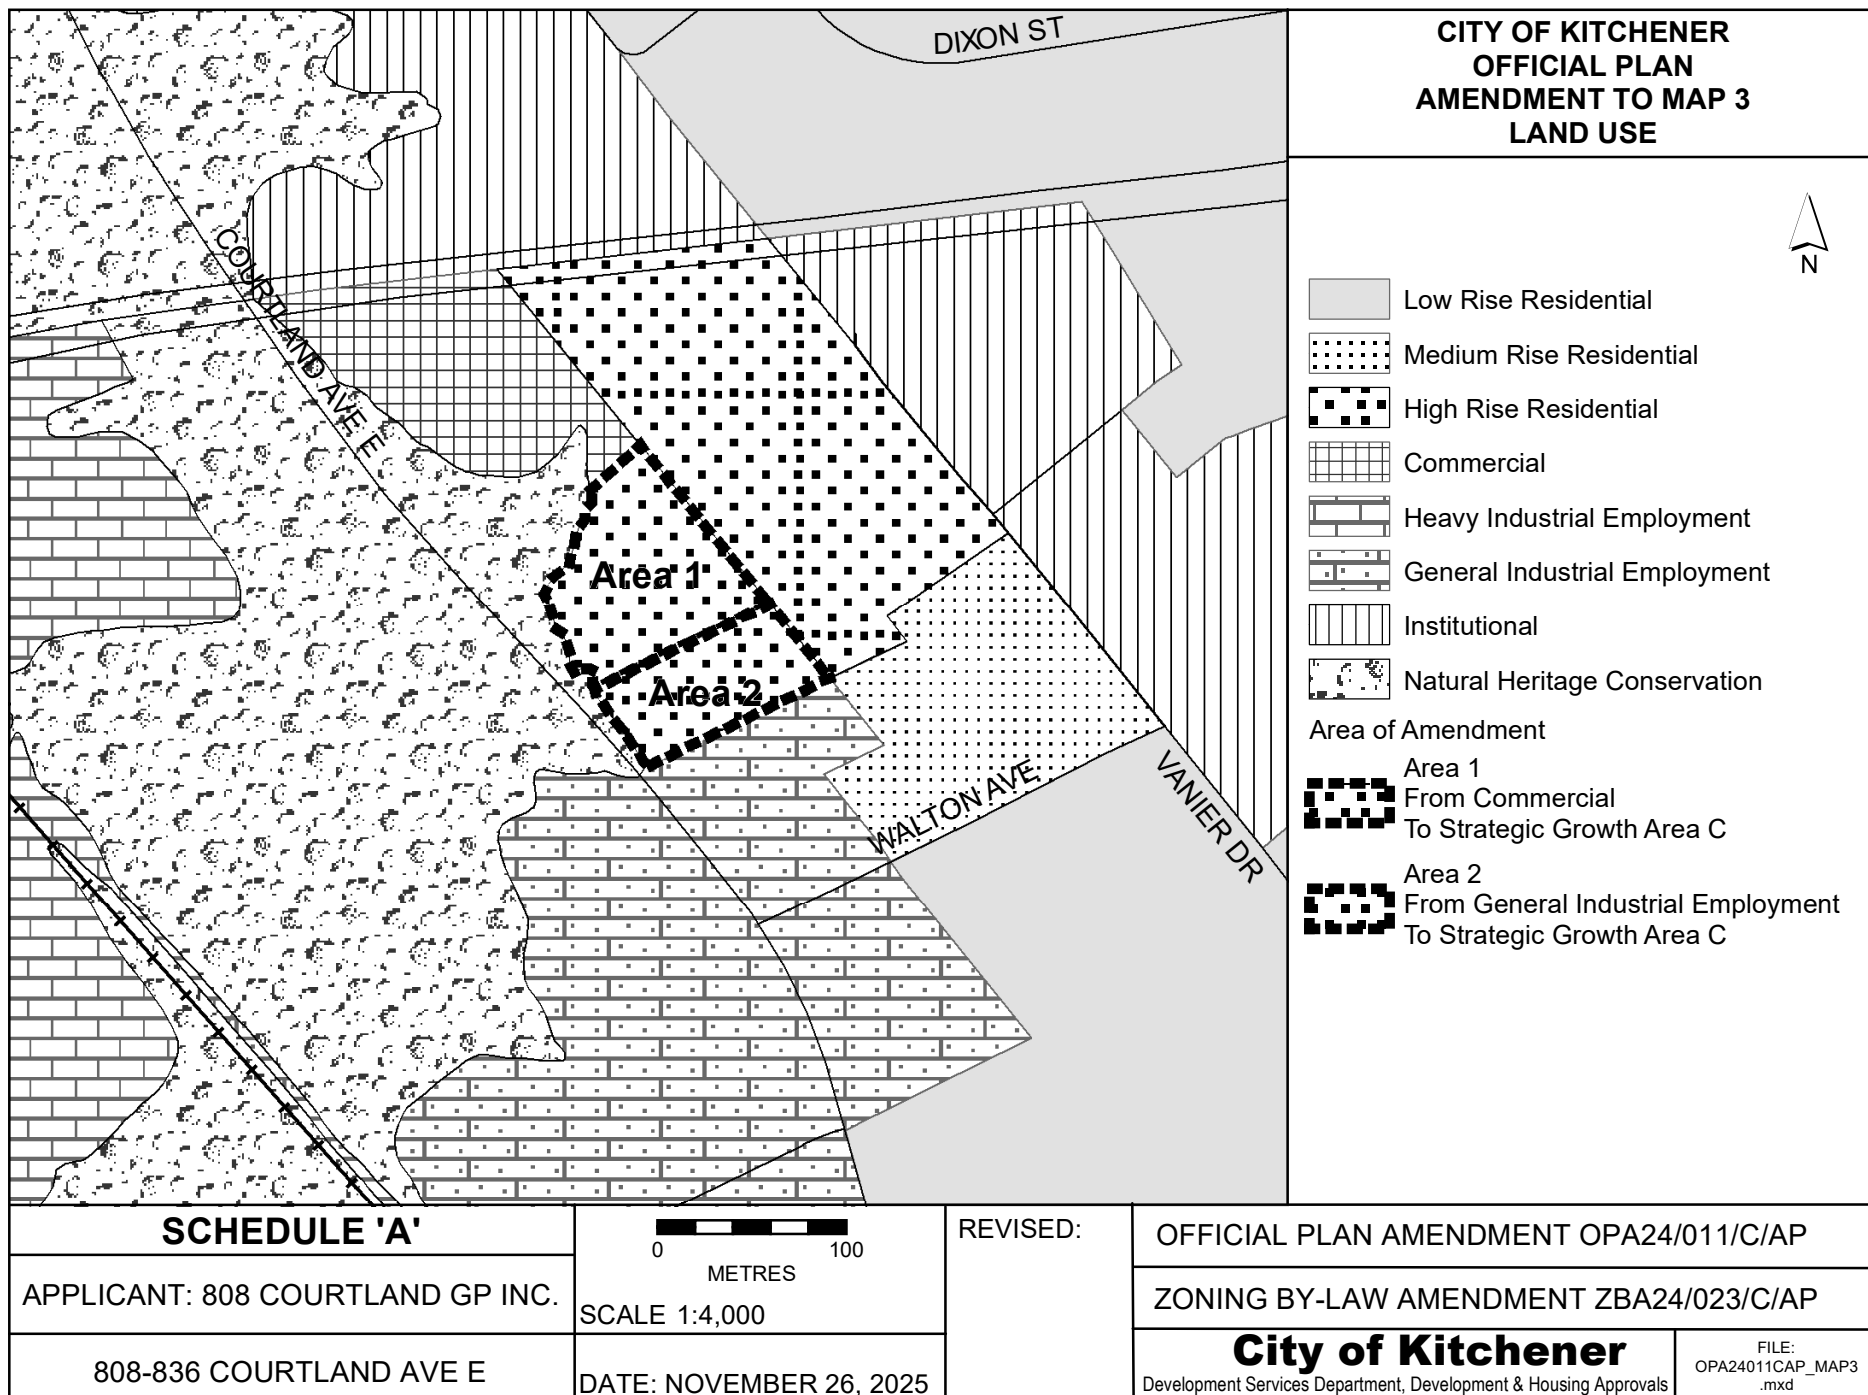 DIXON ST
COURTLAND AVE E
Area 1
Area 2
WALTON AVE
VANIER DR
CITY OF KITCHENER
OFFICIAL PLAN
AMENDMENT TO MAP 3
LAND USE
N
Low Rise Residential
Medium Rise Residential
High Rise Residential
Commercial
Heavy Industrial Employment
General Industrial Employment
Institutional
Natural Heritage Conservation
Area of Amendment
Area 1
From Commercial
To Strategic Growth Area C
Area 2
From General Industrial Employment
To Strategic Growth Area C
SCHEDULE 'A'
APPLICANT: 808 COURTLAND GP INC.
808-836 COURTLAND AVE E
0 100
METRES
SCALE 1:4,000
DATE: NOVEMBER 26, 2025
REVISED:
OFFICIAL PLAN AMENDMENT OPA24/011/C/AP
ZONING BY-LAW AMENDMENT ZBA24/023/C/AP
City of Kitchener
Development Services Department, Development & Housing Approvals
FILE:
OPA24011CAP_MAP3
.mxd